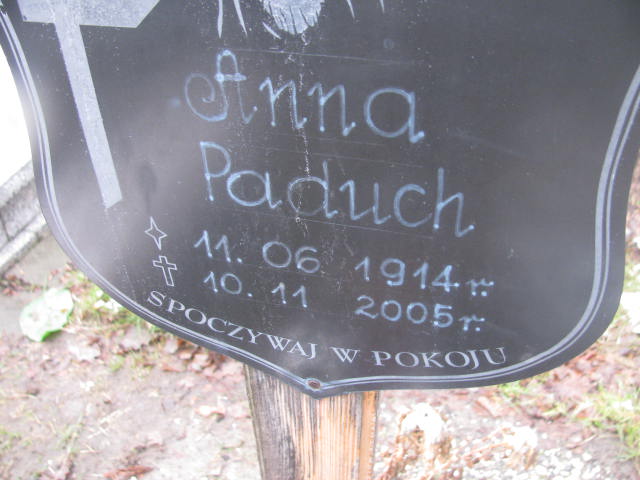 Anna
Paduch
11. 06 1914 r.
10. 11 2005 r.
SPOCZYWAJ W POKOJU